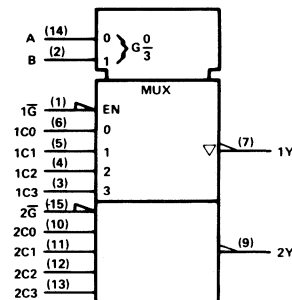 A (14) 0 G 0/3
B (2) 1
MUX
1G̅ (1) EN
1C0 (6) 0
1C1 (5) 1 ▽ (7) 1Y
1C2 (4) 2
1C3 (3) 3
2G̅ (15)
2C0 (10)
2C1 (11) (9) 2Y
2C2 (12)
2C3 (13)